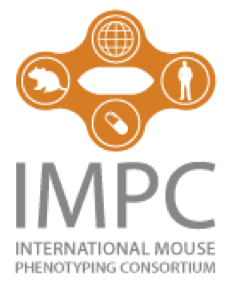 IMPC
INTERNATIONAL MOUSE
PHENOTYPING CONSORTIUM